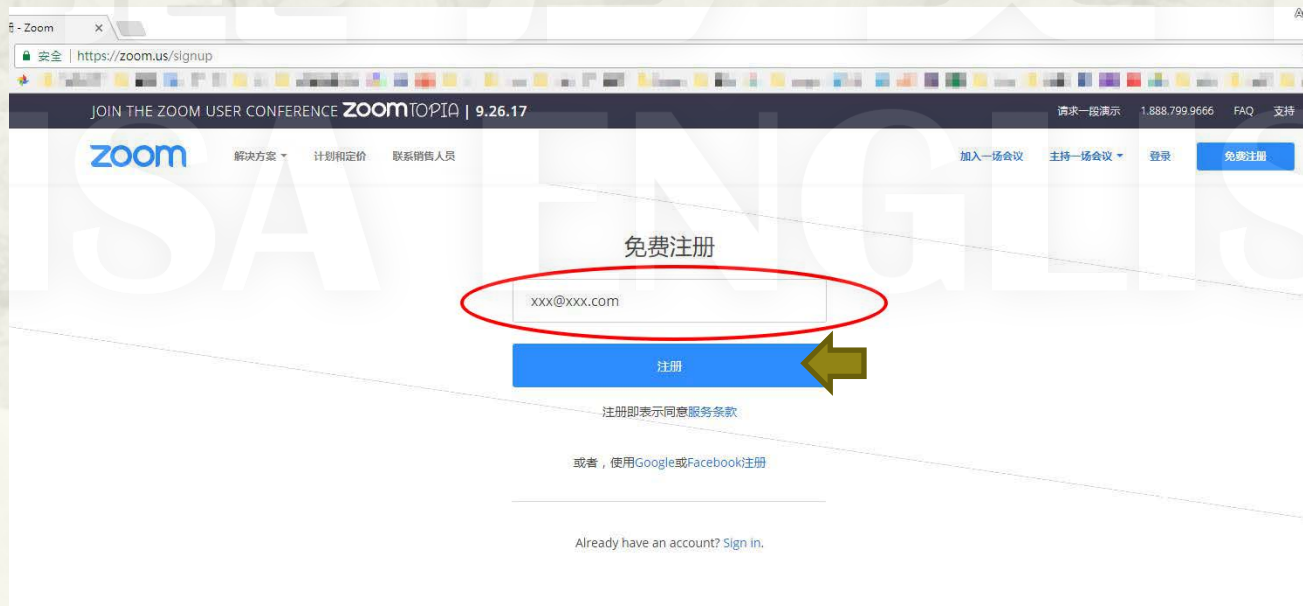 册 - Zoom
安全 | https://zoom.us/signup
JOIN THE ZOOM USER CONFERENCE ZOOMTOPIA | 9.26.17 请求一段演示 1.888.799.9666 FAQ 支持
zoom 解决方案 计划和定价 联系销售人员 加入一场会议 主持一场会议 登录 免费注册
ISA ENGLIS
免费注册
xxx@xxx.com
注册
注册即表示同意服务条款
或者，使用Google或Facebook注册
Already have an account? Sign in.